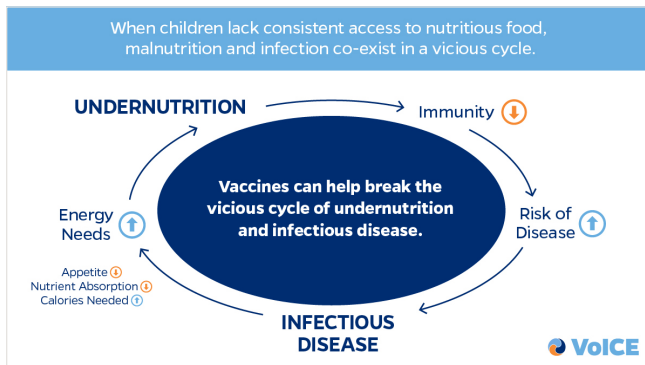 When children lack consistent access to nutritious food,
malnutrition and infection co-exist in a vicious cycle.
UNDERNUTRITION
Immunity
Risk of
Disease
INFECTIOUS
DISEASE
Energy
Needs
Appetite
Nutrient Absorption
Calories Needed
Vaccines can help break the
vicious cycle of undernutrition
and infectious disease.
VoICE